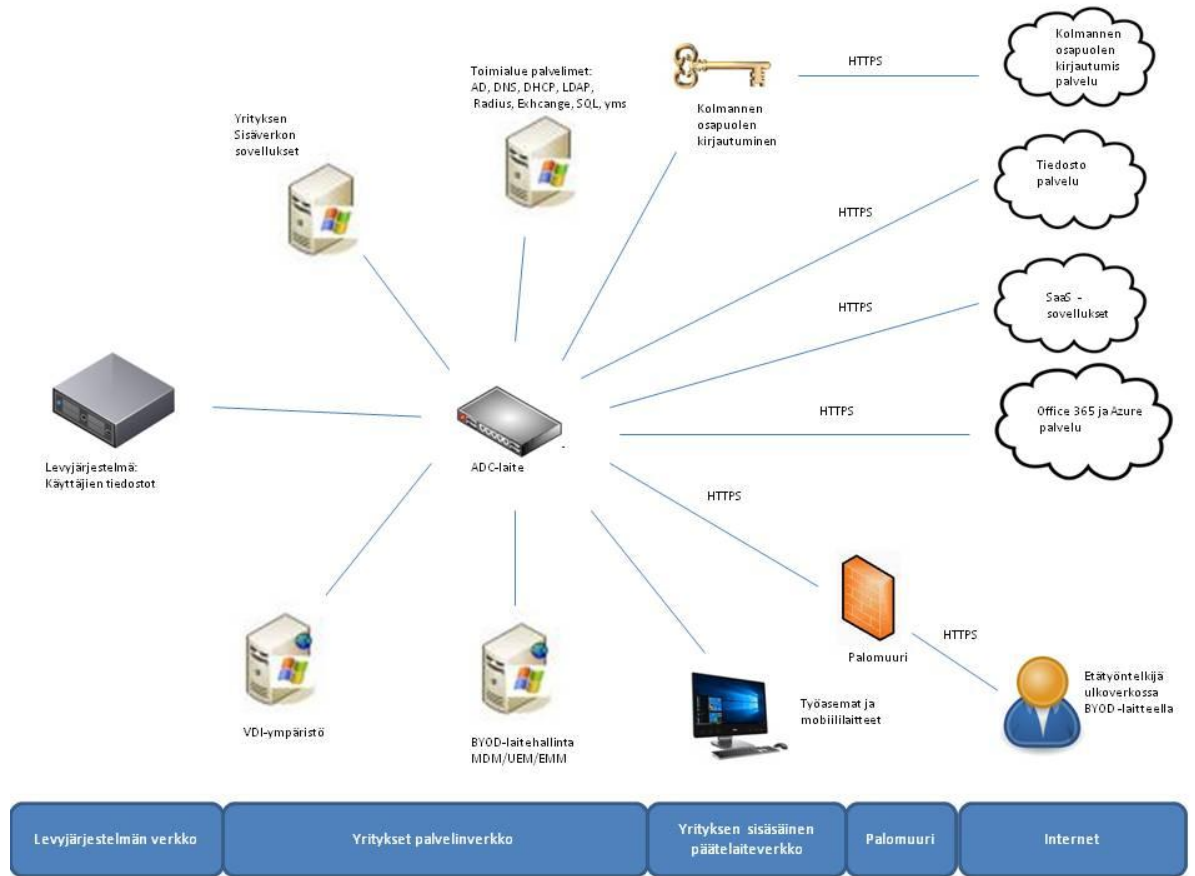 Kolmannen
osapuolen
kirjautumis
palvelu
HTTPS
Toimialue palvelimet:
AD, DNS, DHCP, LDAP,
Radius, Exhcange, SQL, yms
Kolmannen
osapuolen
kirjautuminen
Yrityksen
Sisäverkon
sovellukset
Tiedosto
palvelu
HTTPS
SaaS -
sovellukset
HTTPS
Office 365 ja Azure
palvelu
HTTPS
Levyjärjestelmä:
Käyttäjien tiedostot
ADC-laite
HTTPS
HTTPS
Palomuuri
Etätyöntelkijä
ulkoverkossa
BYOD -laitteella
Työasemat ja
mobiililaitteet
VDI-ympäristö
BYOD-laitehallinta
MDM/UEM/EMM
Levyjärjestelmän verkko
Yritykset palvelinverkko
Yrityksen sisäsäinen
päätelaiteverkko
Palomuuri
Internet